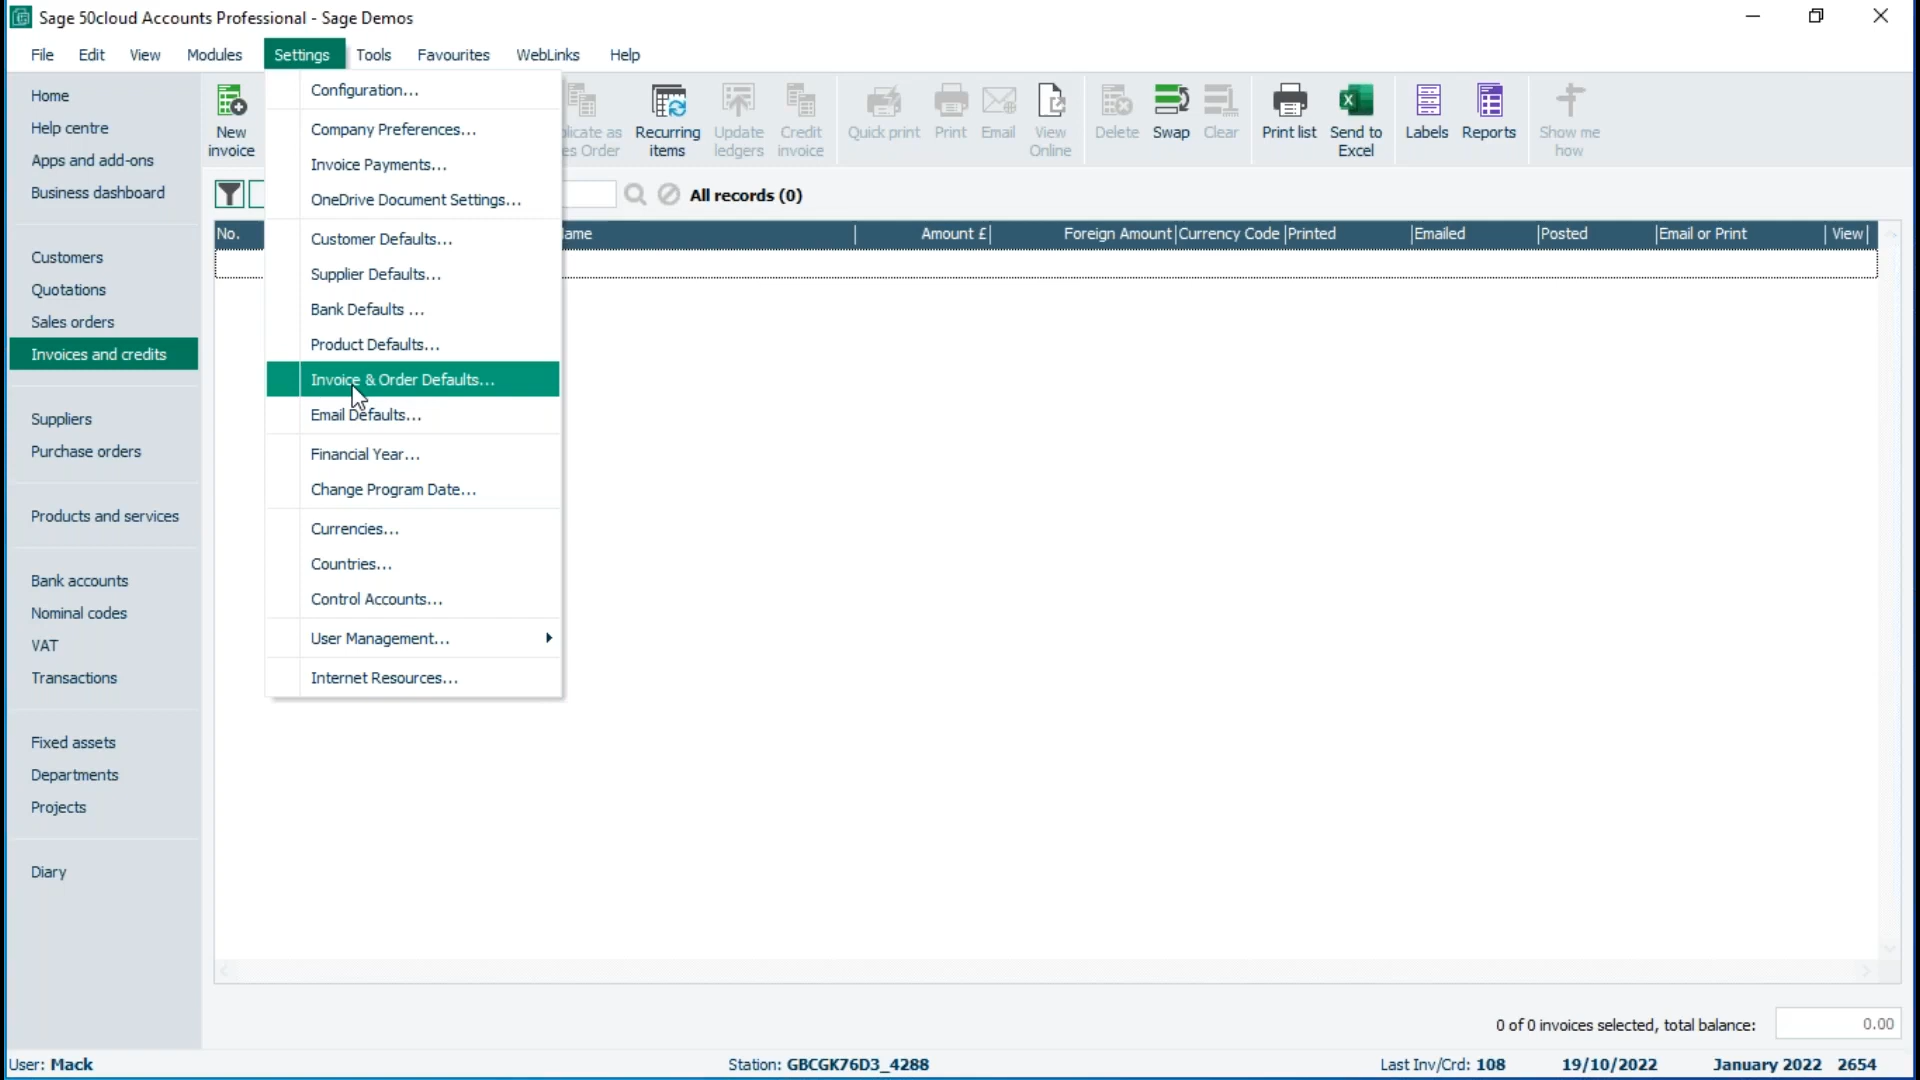 Sage 50cloud Accounts Professional - Sage Demos
File Edit View Modules Settings Tools Favourites WebLinks Help
Home
Help centre
Apps and add-ons
Business dashboard
Customers
Quotations
Sales orders
Invoices and credits
Suppliers
Purchase orders
Products and services
Bank accounts
Nominal codes
VAT
Transactions
Fixed assets
Departments
Projects
Diary
Configuration...
Company Preferences...
Invoice Payments...
OneDrive Document Settings...
Customer Defaults...
Supplier Defaults...
Bank Defaults ...
Product Defaults...
Invoice & Order Defaults...
Email Defaults...
Financial Year...
Change Program Date...
Currencies...
Countries...
Control Accounts...
User Management...
Internet Resources...
New
invoice
plicate as
es Order
Recurring
items
Update
ledgers
Credit
invoice
Quick print
Print
Email
View
Online
Delete
Swap
Clear
Print list
Send to
Excel
Labels
Reports
Show me
how
All records (0)
No. ame Amount £ Foreign Amount Currency Code Printed Emailed Posted Email or Print View
0 of 0 invoices selected, total balance: 0.00
User: Mack Station: GBCGK76D3_4288 Last Inv/Crd: 108 19/10/2022 January 2022 2654